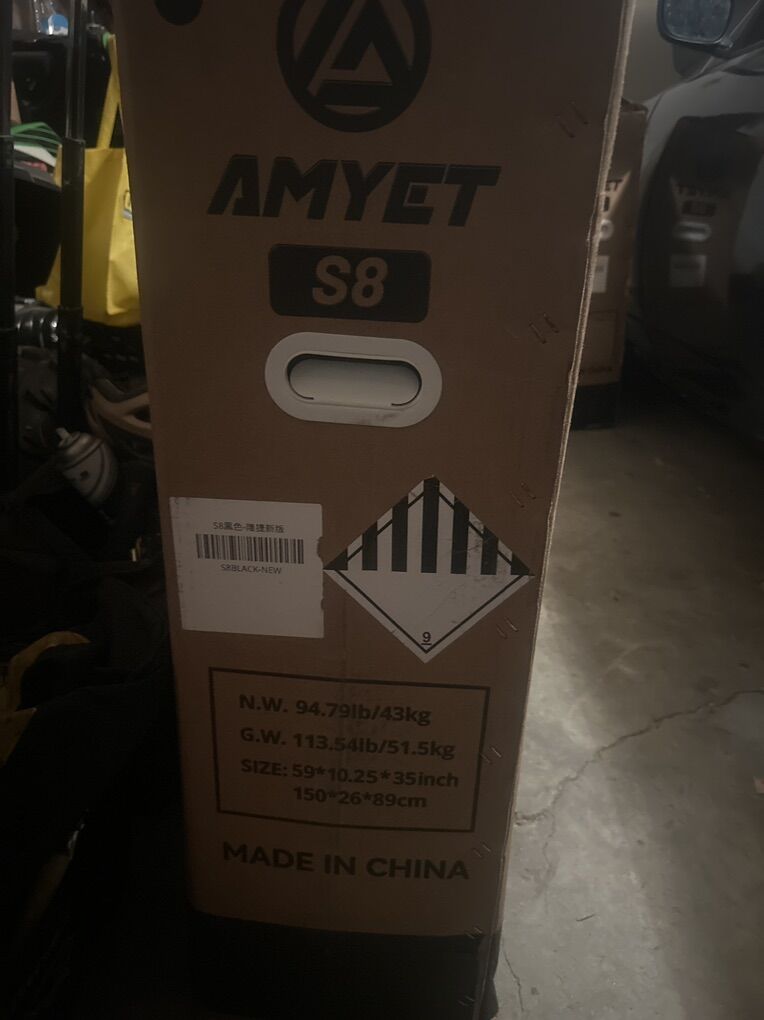 AMYET
S8
S8黑色-隆捷新版
S8BLACK-NEW
9
N.W. 94.79lb/43kg
G.W. 113.54lb/51.5kg
SIZE: 59*10.25*35inch
150*26*89cm
MADE IN CHINA